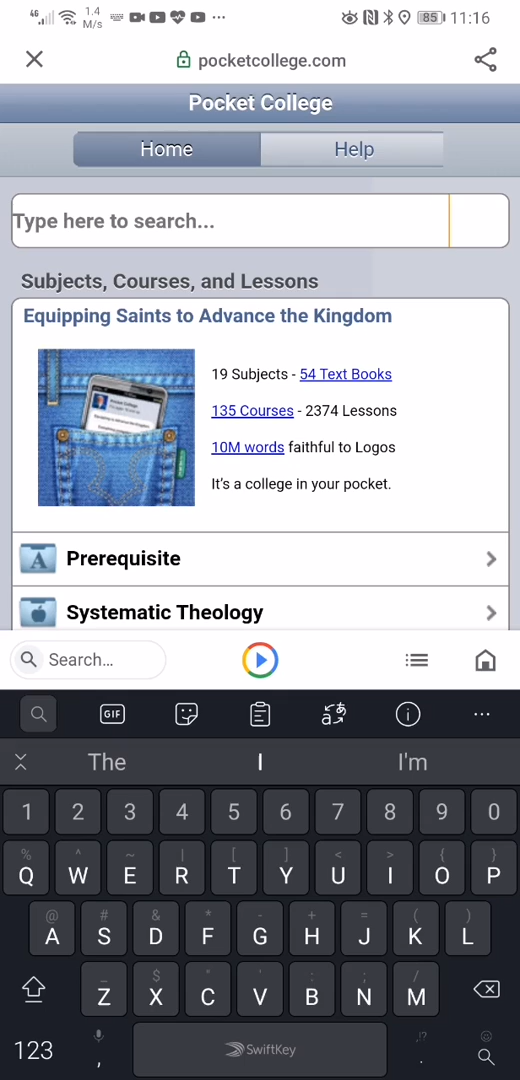 4G 1.4 M/s 85 11:16
pocketcollege.com
Pocket College
Home Help
Type here to search...
Subjects, Courses, and Lessons
Equipping Saints to Advance the Kingdom
19 Subjects - 54 Text Books
135 Courses - 2374 Lessons
10M words faithful to Logos
It's a college in your pocket.
A Prerequisite
Systematic Theology
Search...
GIF
The I I'm
1 2 3 4 5 6 7 8 9 0
% ^ ~ | [ ] < > { }
Q W E R T Y U I O P
@ # & * - + = ( )
A S D F G H J K L
_ $ " ' : ; /
Z X C V B N M
123 , SwiftKey . ,!?